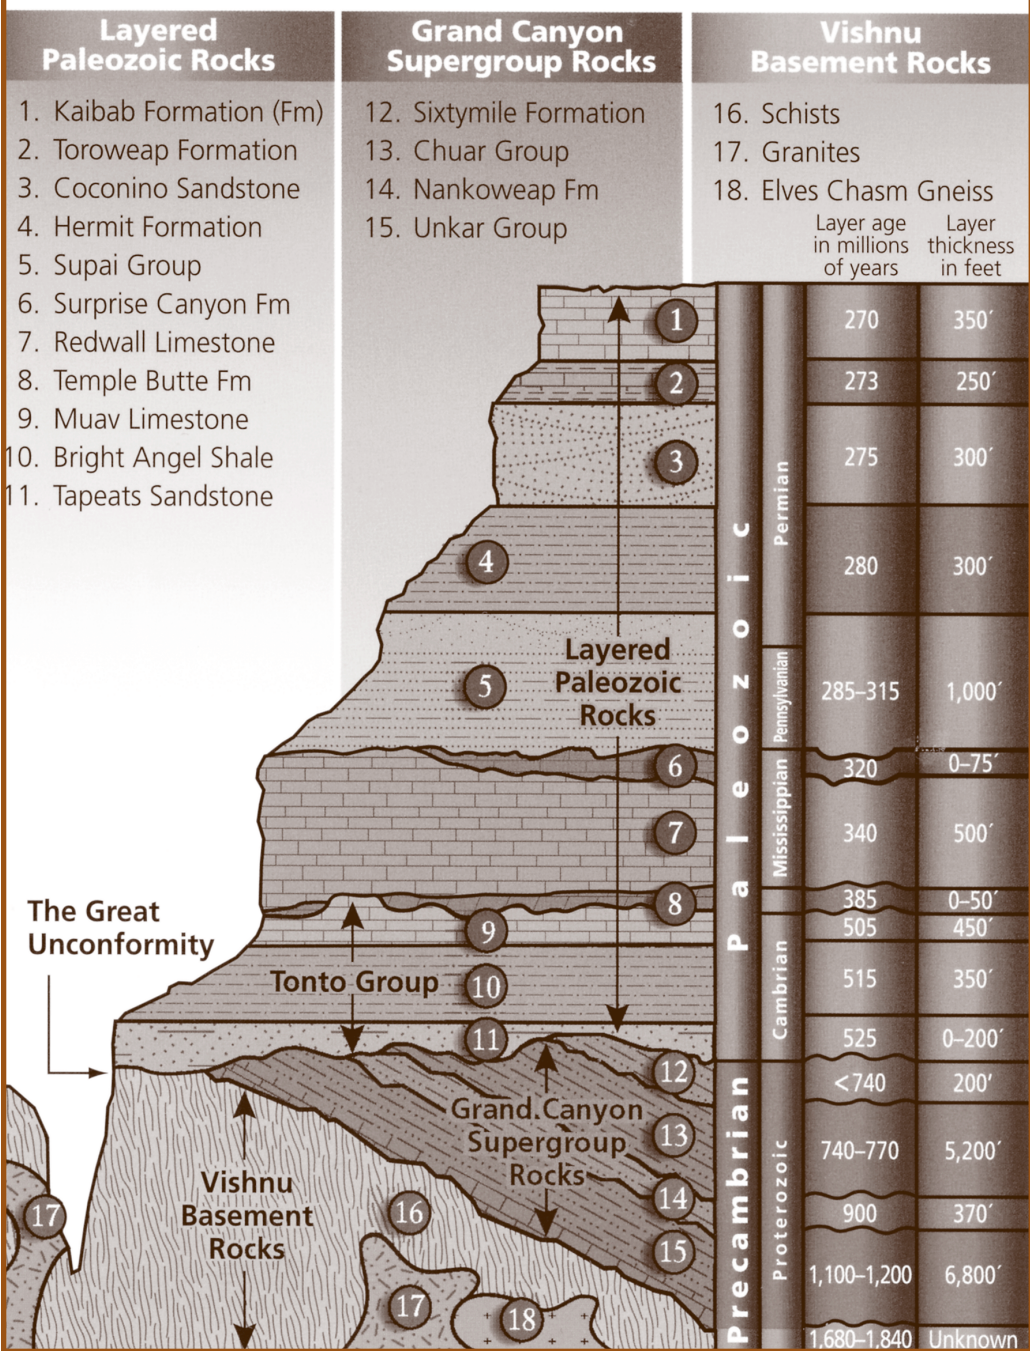 Layered
Paleozoic Rocks
1. Kaibab Formation (Fm)
2. Toroweap Formation
3. Coconino Sandstone
4. Hermit Formation
5. Supai Group
6. Surprise Canyon Fm
7. Redwall Limestone
8. Temple Butte Fm
9. Muav Limestone
10. Bright Angel Shale
11. Tapeats Sandstone
Grand Canyon
Supergroup Rocks
12. Sixtymile Formation
13. Chuar Group
14. Nankoweap Fm
15. Unkar Group
Vishnu
Basement Rocks
16. Schists
17. Granites
18. Elves Chasm Gneiss
Layer age
in millions
of years
Layer
thickness
in feet
1
270
350′
2
273
250′
3
275
300′
4
280
300′
5
285–315
1,000′
6
320
0–75′
7
340
500′
8
385
0–50′
9
505
450′
10
515
350′
11
525
0–200′
12
<740
200′
13
740–770
5,200′
14
900
370′
15
1,100–1,200
6,800′
1,680–1,840
Unknown
Paleozoic
Precambrian
Permian
Pennsylvanian
Mississippian
Cambrian
Proterozoic
Layered
Paleozoic
Rocks
The Great
Unconformity
Tonto Group
Grand Canyon
Supergroup
Rocks
Vishnu
Basement
Rocks
16
17
17
18